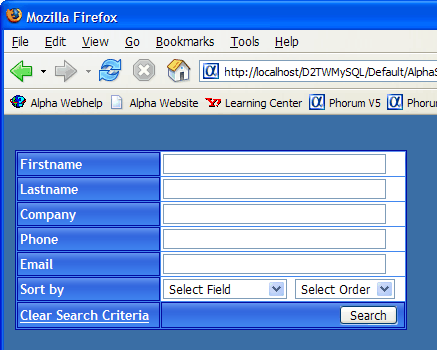 Mozilla Firefox
File Edit View Go Bookmarks Tools Help
http://localhost/D2TWMySQL/Default/AlphaS
Alpha Webhelp Alpha Website Learning Center Phorum V5 Phorum
Firstname
Lastname
Company
Phone
Email
Sort by Select Field Select Order
Clear Search Criteria Search